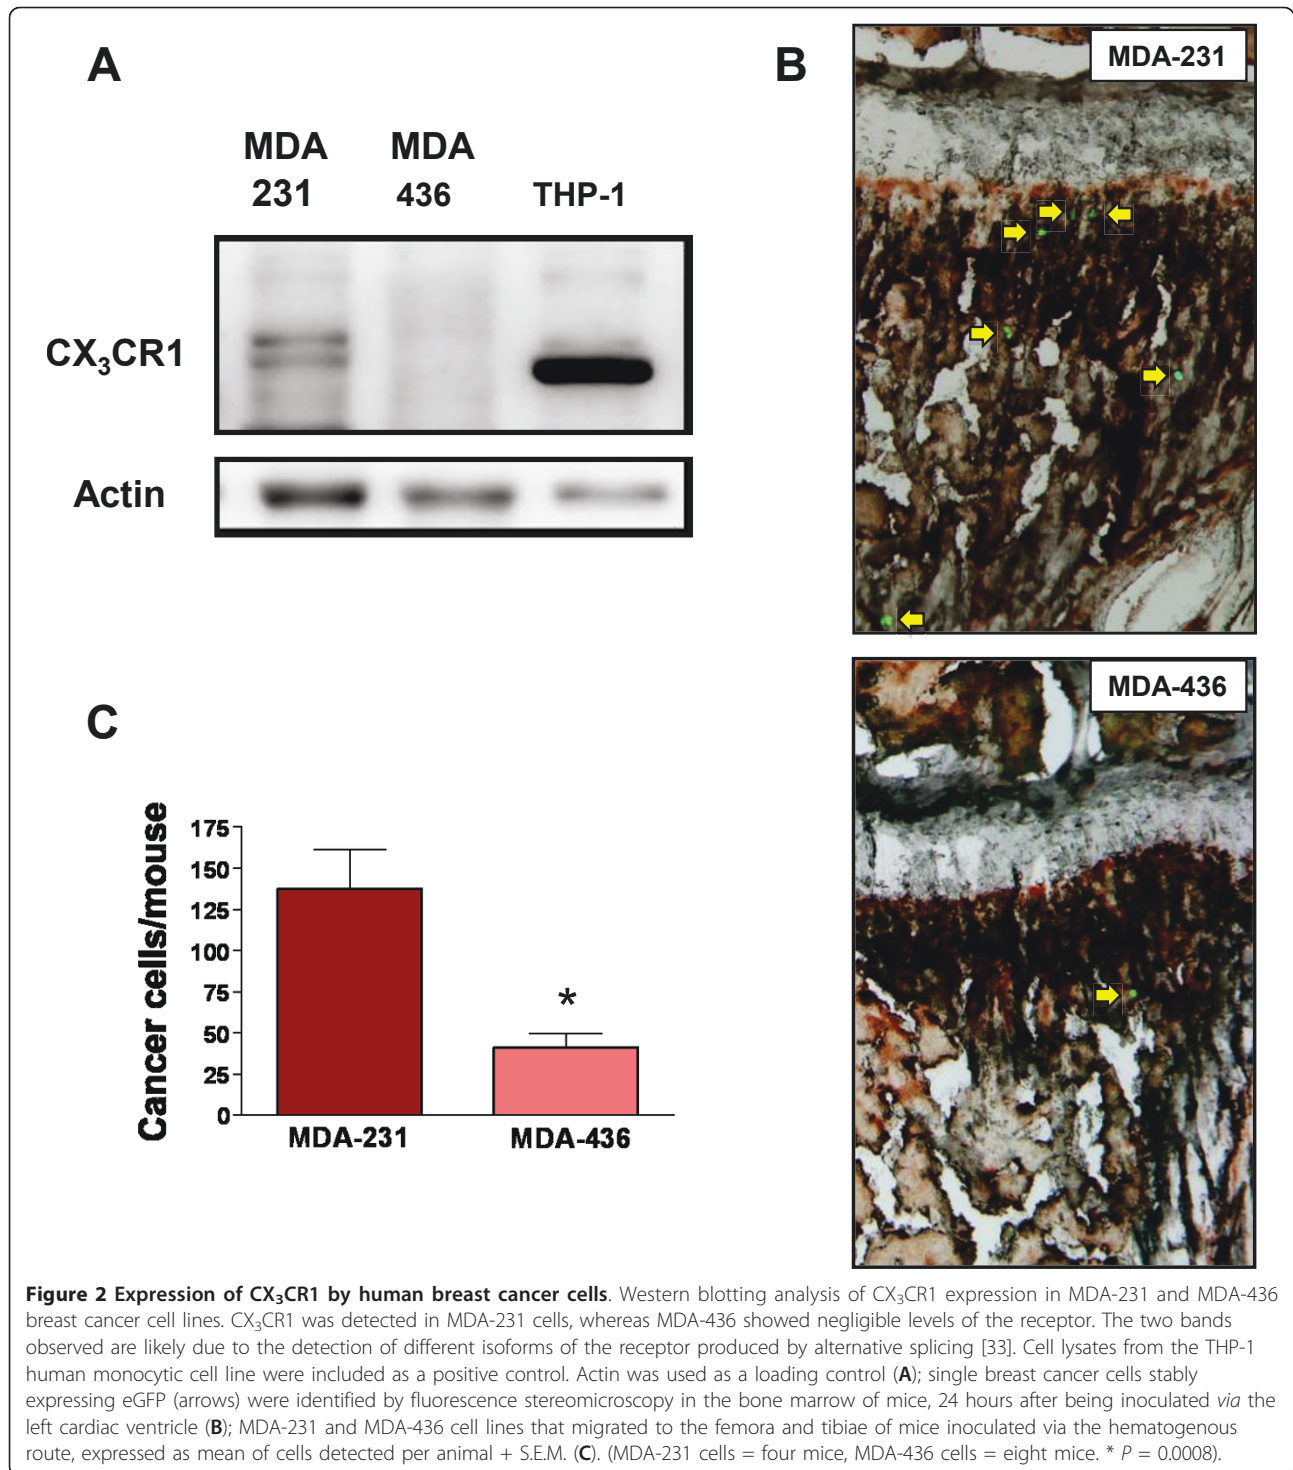 A
MDA MDA
231 436 THP-1
CX₃CR1
Actin
B
MDA-231
MDA-436
C
Cancer cells/mouse
175
150
125
100
75
50
25
0
*
MDA-231 MDA-436
Figure 2 Expression of CX₃CR1 by human breast cancer cells. Western blotting analysis of CX₃CR1 expression in MDA-231 and MDA-436
breast cancer cell lines. CX₃CR1 was detected in MDA-231 cells, whereas MDA-436 showed negligible levels of the receptor. The two bands
observed are likely due to the detection of different isoforms of the receptor produced by alternative splicing [33]. Cell lysates from the THP-1
human monocytic cell line were included as a positive control. Actin was used as a loading control (A); single breast cancer cells stably
expressing eGFP (arrows) were identified by fluorescence stereomicroscopy in the bone marrow of mice, 24 hours after being inoculated via the
left cardiac ventricle (B); MDA-231 and MDA-436 cell lines that migrated to the femora and tibiae of mice inoculated via the hematogenous
route, expressed as mean of cells detected per animal + S.E.M. (C). (MDA-231 cells = four mice, MDA-436 cells = eight mice. * P = 0.0008).